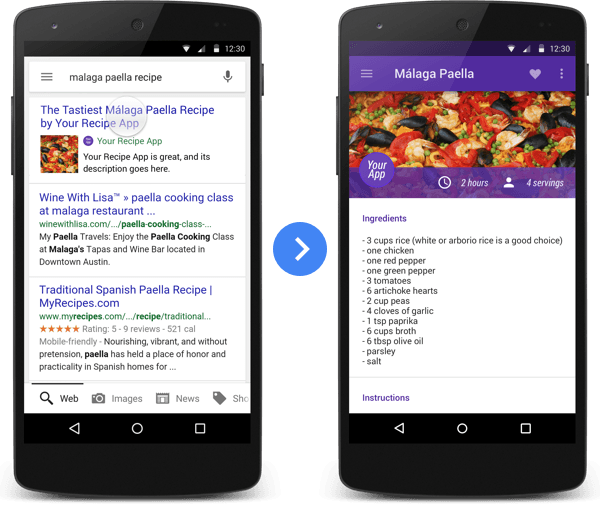 12:30
malaga paella recipe
The Tastiest Málaga Paella Recipe
by Your Recipe App
Your Recipe App
Your Recipe App is great, and its
description goes here.
Wine With Lisa™ » paella cooking class
at malaga restaurant ...
winewithlisa.com/.../paella-cooking-class-...
My Paella Travels: Enjoy the Paella Cooking Class
at Malaga's Tapas and Wine Bar located in
Downtown Austin.
Traditional Spanish Paella Recipe |
MyRecipes.com
www.myrecipes.com/.../recipe/traditional...
★★★★★ Rating: 5 - 9 reviews - 521 cal
Mobile-friendly - Nourishing, vibrant, and without
pretension, paella has held a place of honor and
practicality in Spanish homes for ...
Web Images News Sho
12:30
Málaga Paella
Your
App
2 hours 4 servings
Ingredients
- 3 cups rice (white or arborio rice is a good choice)
- one chicken
- one red pepper
- one green pepper
- 3 tomatoes
- 6 artichoke hearts
- 2 cup peas
- 4 cloves of garlic
- 1 tsp paprika
- 6 cups broth
- 6 tbsp olive oil
- parsley
- salt
Instructions